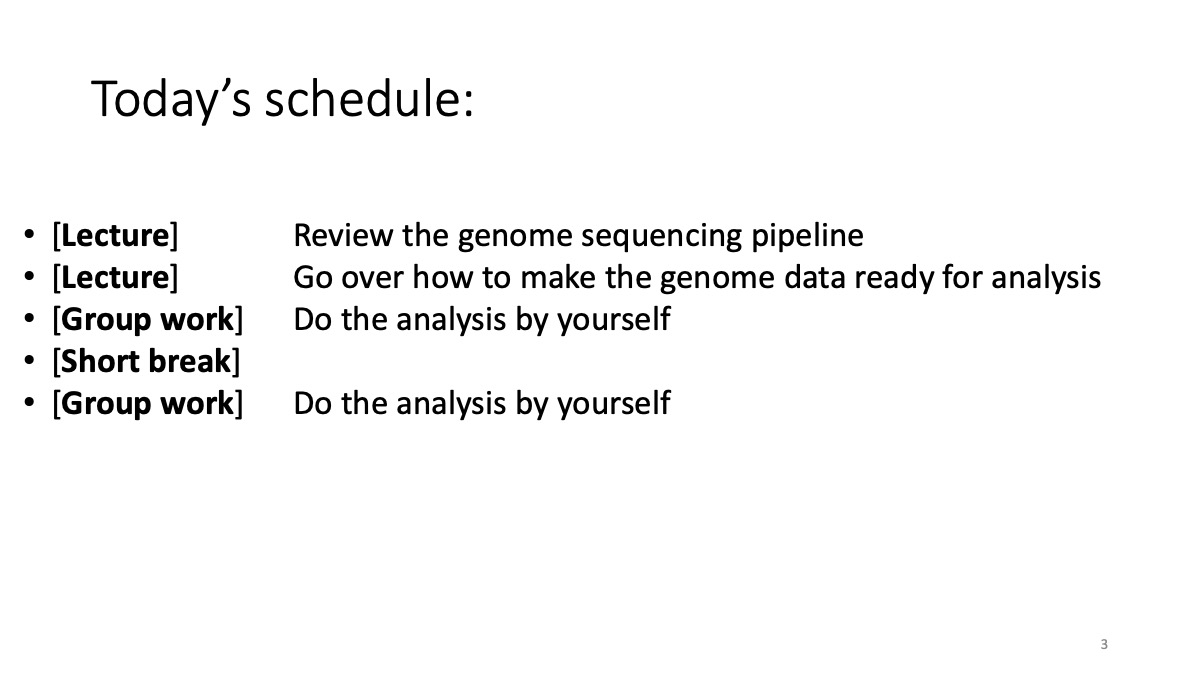 Today’s schedule:
• [Lecture] Review the genome sequencing pipeline
• [Lecture] Go over how to make the genome data ready for analysis
• [Group work] Do the analysis by yourself
• [Short break]
• [Group work] Do the analysis by yourself
3